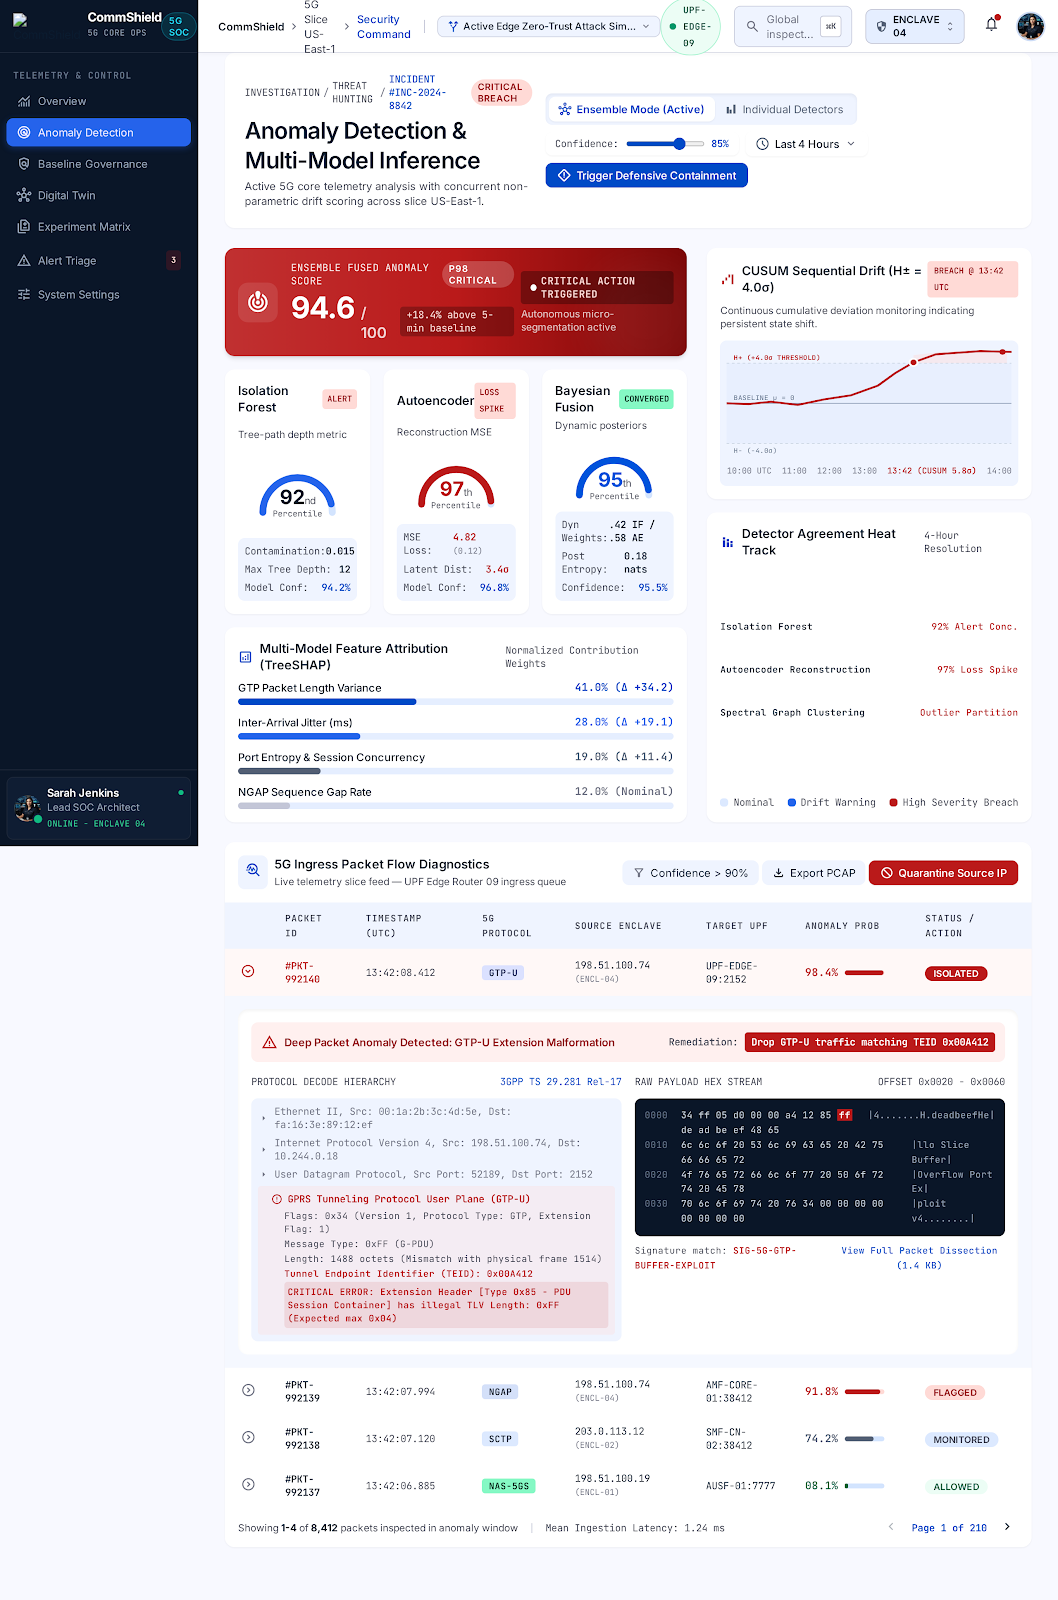 CommShield
5G CORE OPS
5G SOC
TELEMETRY & CONTROL
Overview
Anomaly Detection
Baseline Governance
Digital Twin
Experiment Matrix
Alert Triage
3
System Settings
Sarah Jenkins
Lead SOC Architect
ONLINE - ENCLAVE 04
CommShield
5G Slice US-East-1
Security Command
Active Edge Zero-Trust Attack Sim...
UPF-EDGE-09
Global inspect...
⌘K
ENCLAVE 04
INVESTIGATION / THREAT HUNTING / INCIDENT #INC-2024-8842
CRITICAL BREACH
Anomaly Detection &
Multi-Model Inference
Active 5G core telemetry analysis with concurrent non-
parametric drift scoring across slice US-East-1.
Ensemble Mode (Active)
Individual Detectors
Confidence:
85%
Last 4 Hours
Trigger Defensive Containment
ENSEMBLE FUSED ANOMALY SCORE
P98 CRITICAL
94.6 / 100
+18.4% above 5-min baseline
CRITICAL ACTION TRIGGERED
Autonomous micro-segmentation active
Isolation Forest
ALERT
Tree-path depth metric
92nd
Percentile
Contamination: 0.015
Max Tree Depth: 12
Model Conf: 94.2%
Autoencoder
LOSS SPIKE
Reconstruction MSE
97th
Percentile
MSE Loss: 4.82 (0.12)
Latent Dist: 3.4σ
Model Conf: 96.8%
Bayesian Fusion
CONVERGED
Dynamic posteriors
95th
Percentile
Dyn Weights: .42 IF / .58 AE
Post Entropy: 0.18 nats
Confidence: 95.5%
CUSUM Sequential Drift (H± = 4.0σ)
BREACH @ 13:42 UTC
Continuous cumulative deviation monitoring indicating
persistent state shift.
H+ (+4.0σ THRESHOLD)
BASELINE μ = 0
H- (-4.0σ)
10:00 UTC 11:00 12:00 13:00 13:42 (CUSUM 5.8σ) 14:00
Detector Agreement Heat Track
4-Hour Resolution
Isolation Forest 92% Alert Conc.
Autoencoder Reconstruction 97% Loss Spike
Spectral Graph Clustering Outlier Partition
Nominal Drift Warning High Severity Breach
Multi-Model Feature Attribution (TreeSHAP)
Normalized Contribution Weights
GTP Packet Length Variance 41.0% (Δ +34.2)
Inter-Arrival Jitter (ms) 28.0% (Δ +19.1)
Port Entropy & Session Concurrency 19.0% (Δ +11.4)
NGAP Sequence Gap Rate 12.0% (Nominal)
5G Ingress Packet Flow Diagnostics
Live telemetry slice feed — UPF Edge Router 09 ingress queue
Confidence > 90%
Export PCAP
Quarantine Source IP
PACKET ID TIMESTAMP (UTC) 5G PROTOCOL SOURCE ENCLAVE TARGET UPF ANOMALY PROB STATUS / ACTION
#PKT-992140 13:42:08.412 GTP-U 198.51.100.74 (ENCL-04) UPF-EDGE-09:2152 98.4% ISOLATED
Deep Packet Anomaly Detected: GTP-U Extension Malformation
Remediation: Drop GTP-U traffic matching TEID 0x00A412
PROTOCOL DECODE HIERARCHY
3GPP TS 29.281 Rel-17
Ethernet II, Src: 00:1a:2b:3c:4d:5e, Dst:
fa:16:3e:89:12:ef
Internet Protocol Version 4, Src: 198.51.100.74, Dst:
10.244.0.18
User Datagram Protocol, Src Port: 52189, Dst Port: 2152
GPRS Tunneling Protocol User Plane (GTP-U)
Flags: 0x34 (Version 1, Protocol Type: GTP, Extension
Flag: 1)
Message Type: 0xFF (G-PDU)
Length: 1488 octets (Mismatch with physical frame 1514)
Tunnel Endpoint Identifier (TEID): 0x00A412
CRITICAL ERROR: Extension Header [Type 0x85 - PDU
Session Container] has illegal TLV Length: 0xFF
(Expected max 0x04)
RAW PAYLOAD HEX STREAM
OFFSET 0x0020 - 0x0060
0000 34 ff 05 d0 00 00 a4 12 85 ff |4.......H.deadbeefHe|
de ad be ef 48 65
0010 6c 6c 6f 20 53 6c 69 63 65 20 42 75 |llo Slice
66 66 65 72 Buffer|
0020 4f 76 65 72 66 6c 6f 77 20 50 6f 72 |Overflow Port
74 20 45 78 Ex|
0030 70 6c 6f 69 74 20 76 34 00 00 00 00 |ploit
00 00 00 00 v4........|
Signature match: SIG-5G-GTP-BUFFER-EXPLOIT
View Full Packet Dissection (1.4 KB)
#PKT-992139 13:42:07.994 NGAP 198.51.100.74 (ENCL-04) AMF-CORE-01:38412 91.8% FLAGGED
#PKT-992138 13:42:07.120 SCTP 203.0.113.12 (ENCL-02) SMF-CN-02:38412 74.2% MONITORED
#PKT-992137 13:42:06.885 NAS-5GS 198.51.100.19 (ENCL-01) AUSF-01:7777 08.1% ALLOWED
Showing 1-4 of 8,412 packets inspected in anomaly window
Mean Ingestion Latency: 1.24 ms
Page 1 of 210